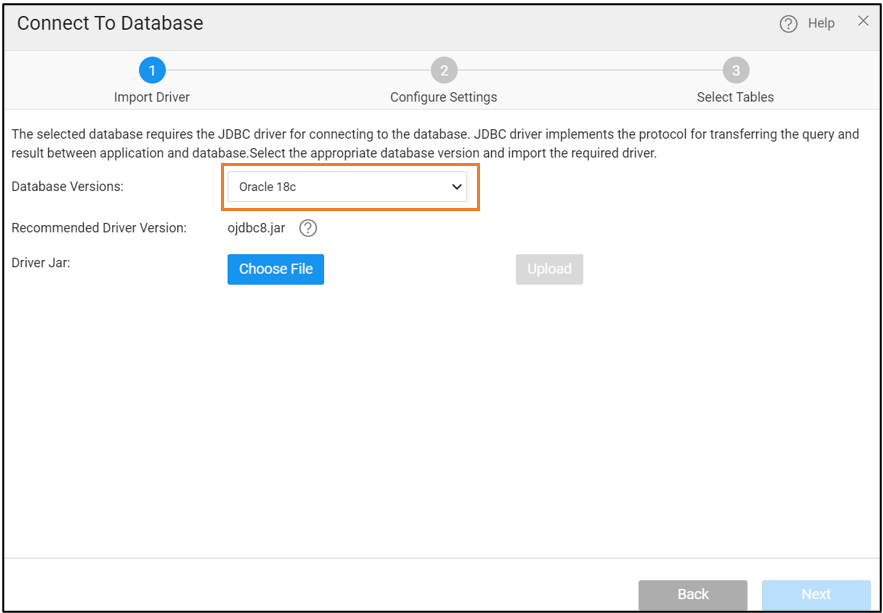 Connect To Database
? Help ×
1 2 3
Import Driver Configure Settings Select Tables
The selected database requires the JDBC driver for connecting to the database. JDBC driver implements the protocol for transferring the query and
result between application and database.Select the appropriate database version and import the required driver.
Database Versions: Oracle 18c
Recommended Driver Version: ojdbc8.jar ?
Driver Jar: Choose File Upload
Back Next